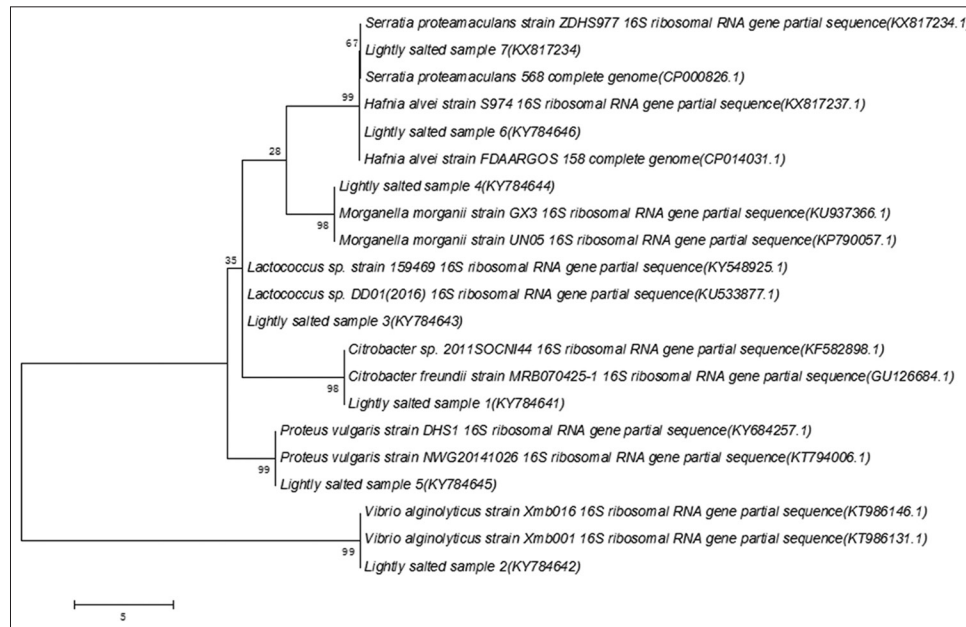 Serratia proteamaculans strain ZDHS977 16S ribosomal RNA gene partial sequence(KX817234.1)
67
Lightly salted sample 7(KX817234)
Serratia proteamaculans 568 complete genome(CP000826.1)
99
Hafnia alvei strain S974 16S ribosomal RNA gene partial sequence(KX817237.1)
Lightly salted sample 6(KY784646)
28
Hafnia alvei strain FDAARGOS 158 complete genome(CP014031.1)
Lightly salted sample 4(KY784644)
Morganella morganii strain GX3 16S ribosomal RNA gene partial sequence(KU937366.1)
98
Morganella morganii strain UN05 16S ribosomal RNA gene partial sequence(KP790057.1)
35
Lactococcus sp. strain 159469 16S ribosomal RNA gene partial sequence(KY548925.1)
Lactococcus sp. DD01(2016) 16S ribosomal RNA gene partial sequence(KU533877.1)
Lightly salted sample 3(KY784643)
Citrobacter sp. 2011SOCNI44 16S ribosomal RNA gene partial sequence(KF582898.1)
Citrobacter freundii strain MRB070425-1 16S ribosomal RNA gene partial sequence(GU126684.1)
98
Lightly salted sample 1(KY784641)
Proteus vulgaris strain DHS1 16S ribosomal RNA gene partial sequence(KY684257.1)
Proteus vulgaris strain NWG20141026 16S ribosomal RNA gene partial sequence(KT794006.1)
99
Lightly salted sample 5(KY784645)
Vibrio alginolyticus strain Xmb016 16S ribosomal RNA gene partial sequence(KT986146.1)
Vibrio alginolyticus strain Xmb001 16S ribosomal RNA gene partial sequence(KT986131.1)
99
Lightly salted sample 2(KY784642)
5